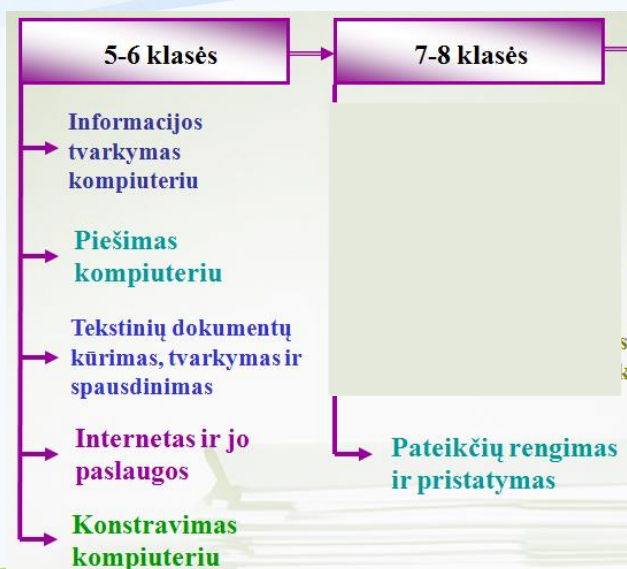 5-6 klasės
Informacijos
tvarkymas
kompiuteriu
Piešimas
kompiuteriu
Tekstinių dokumentų
kūrimas, tvarkymas ir
spausdinimas
Internetas ir jo
paslaugos
Konstravimas
kompiuteriu
7-8 klasės
Pateikčių rengimas
ir pristatymas